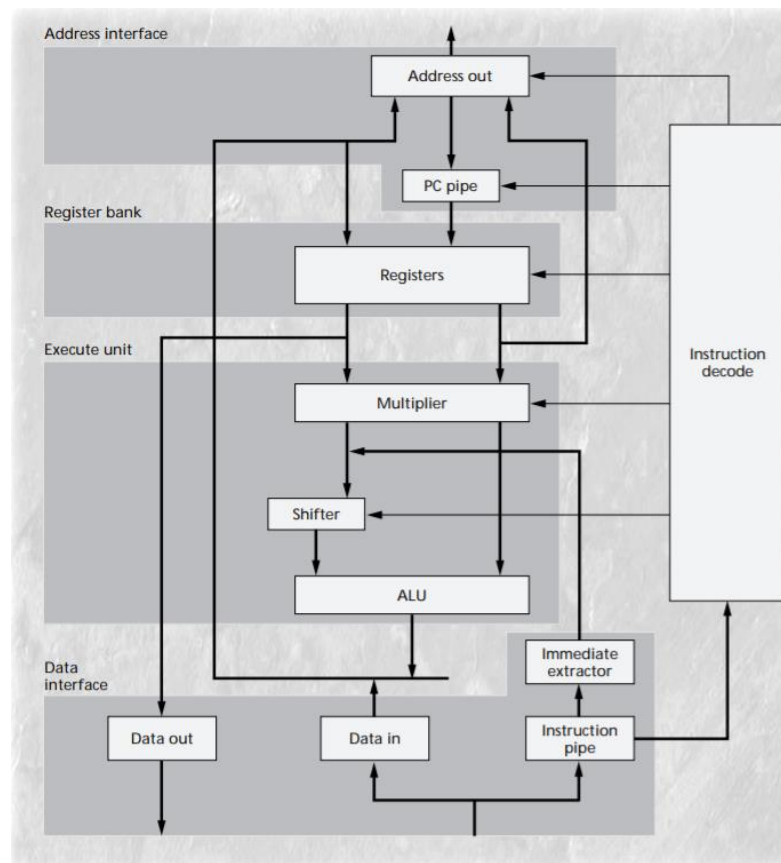 Address interface
Address out
PC pipe
Register bank
Registers
Execute unit
Instruction
decode
Multiplier
Shifter
ALU
Data
interface
Immediate
extractor
Data out
Data in
Instruction
pipe